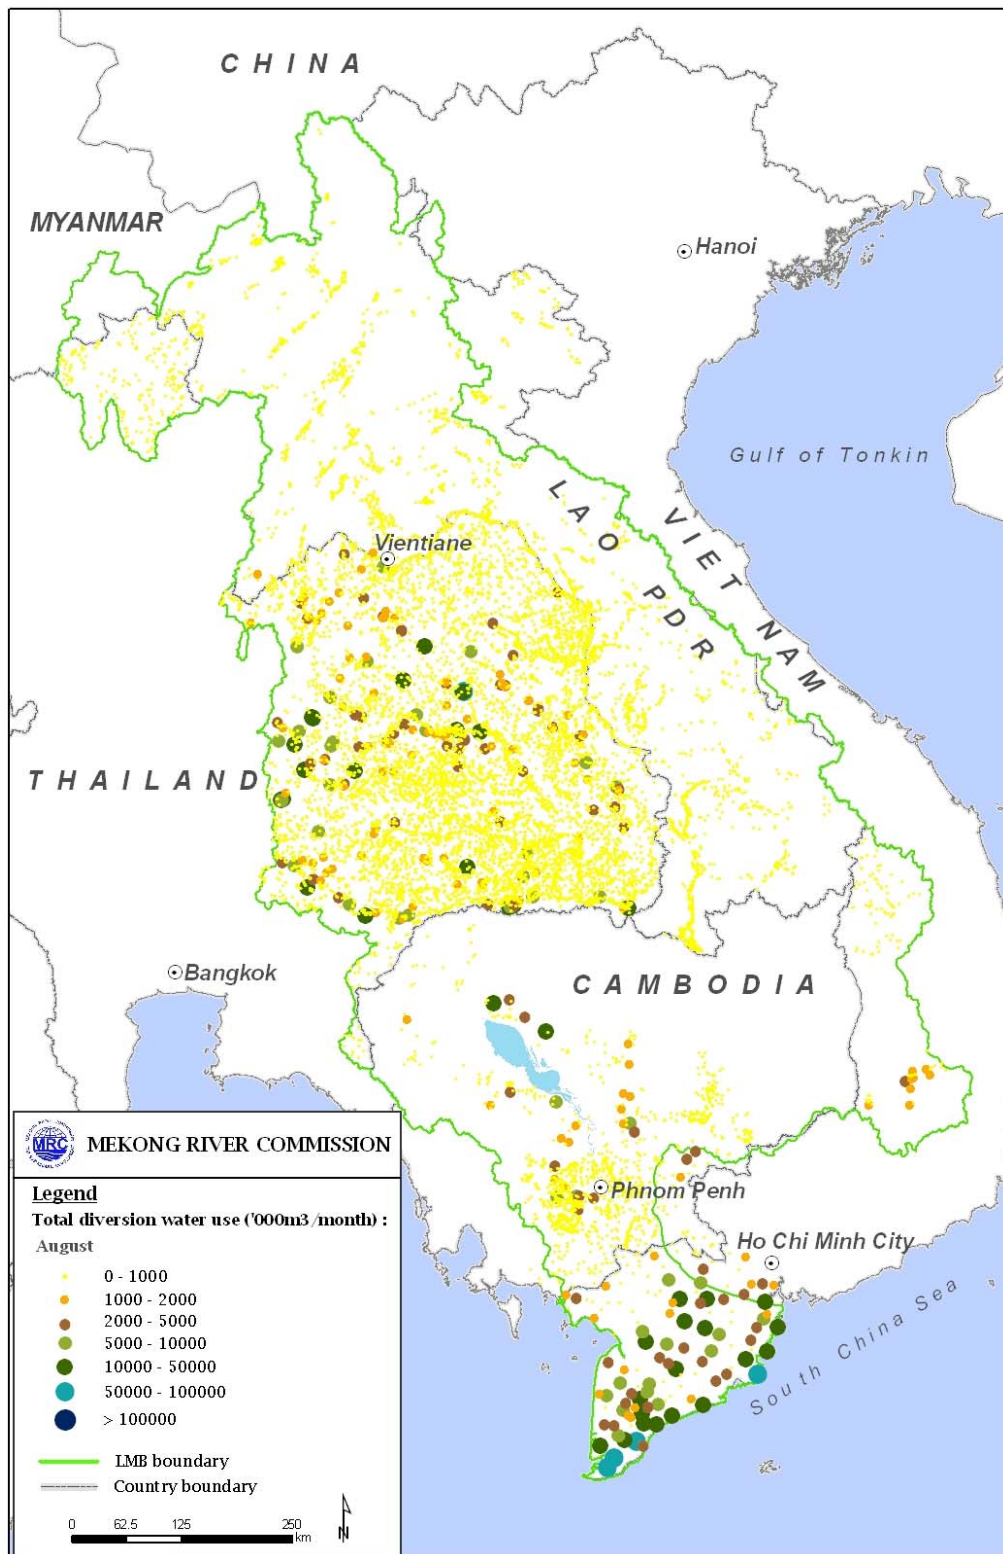 CHINA
MYANMAR
Hanoi
Gulf of Tonkin
LAO PDR
VIET NAM
Vientiane
THAILAND
Bangkok
CAMBODIA
Phnom Penh
Ho Chi Minh City
South China Sea
MRC
MEKONG RIVER COMMISSION
Legend
Total diversion water use ('000m3/month) :
August
0 - 1000
1000 - 2000
2000 - 5000
5000 - 10000
10000 - 50000
50000 - 100000
> 100000
LMB boundary
Country boundary
0 62.5 125 250
km
N